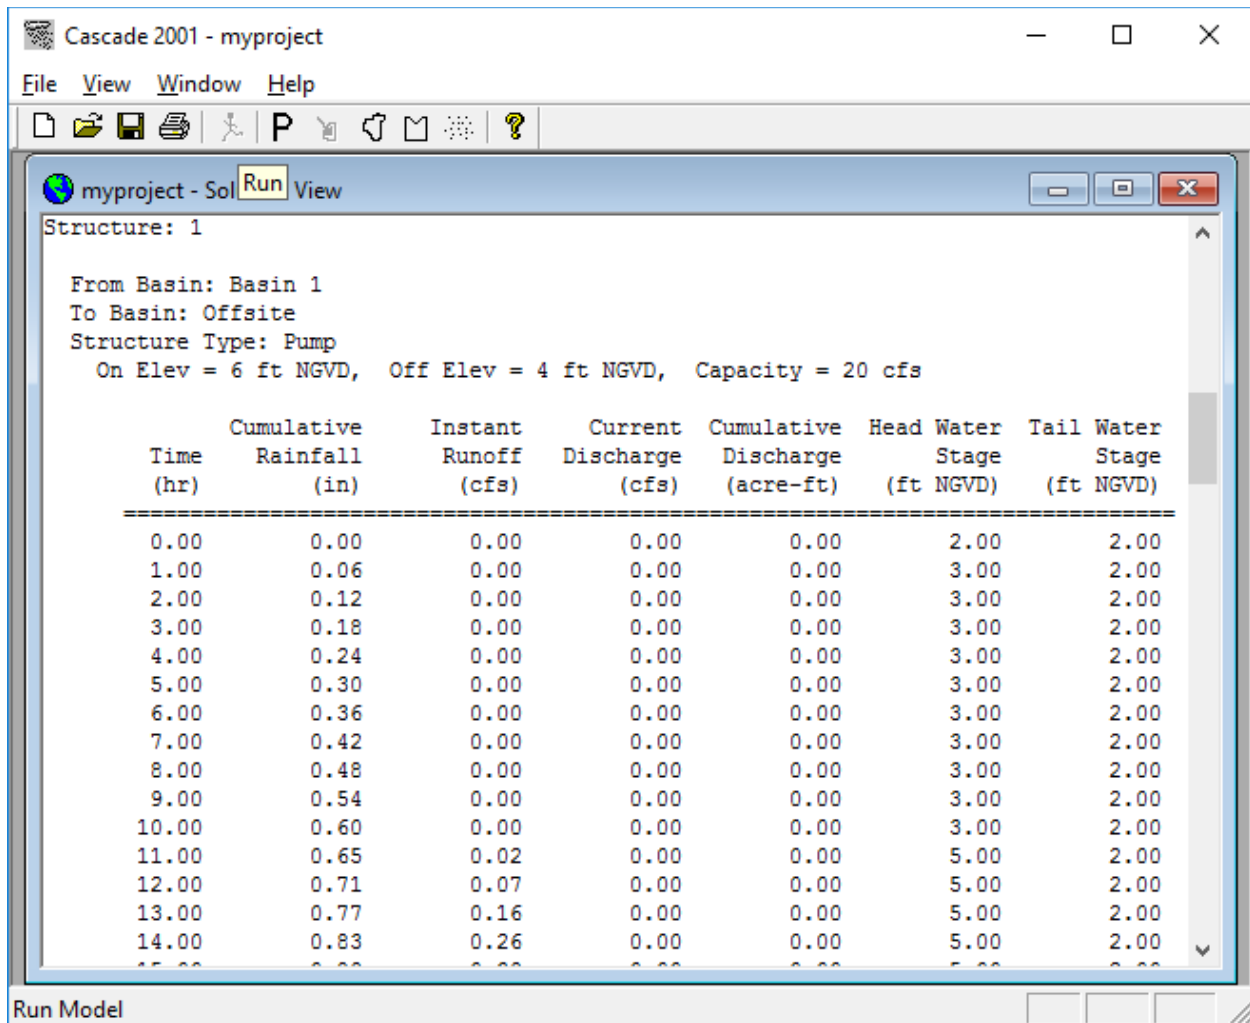 Cascade 2001 - myproject
File View Window Help
P ?
myproject - Sol Run View
Structure: 1
From Basin: Basin 1
To Basin: Offsite
Structure Type: Pump
On Elev = 6 ft NGVD, Off Elev = 4 ft NGVD, Capacity = 20 cfs
Cumulative Instant Current Cumulative Head Water Tail Water
Time Rainfall Runoff Discharge Discharge Stage Stage
(hr) (in) (cfs) (cfs) (acre-ft) (ft NGVD) (ft NGVD)
0.00 0.00 0.00 0.00 0.00 2.00 2.00
1.00 0.06 0.00 0.00 0.00 3.00 2.00
2.00 0.12 0.00 0.00 0.00 3.00 2.00
3.00 0.18 0.00 0.00 0.00 3.00 2.00
4.00 0.24 0.00 0.00 0.00 3.00 2.00
5.00 0.30 0.00 0.00 0.00 3.00 2.00
6.00 0.36 0.00 0.00 0.00 3.00 2.00
7.00 0.42 0.00 0.00 0.00 3.00 2.00
8.00 0.48 0.00 0.00 0.00 3.00 2.00
9.00 0.54 0.00 0.00 0.00 3.00 2.00
10.00 0.60 0.00 0.00 0.00 3.00 2.00
11.00 0.65 0.02 0.00 0.00 5.00 2.00
12.00 0.71 0.07 0.00 0.00 5.00 2.00
13.00 0.77 0.16 0.00 0.00 5.00 2.00
14.00 0.83 0.26 0.00 0.00 5.00 2.00
Run Model